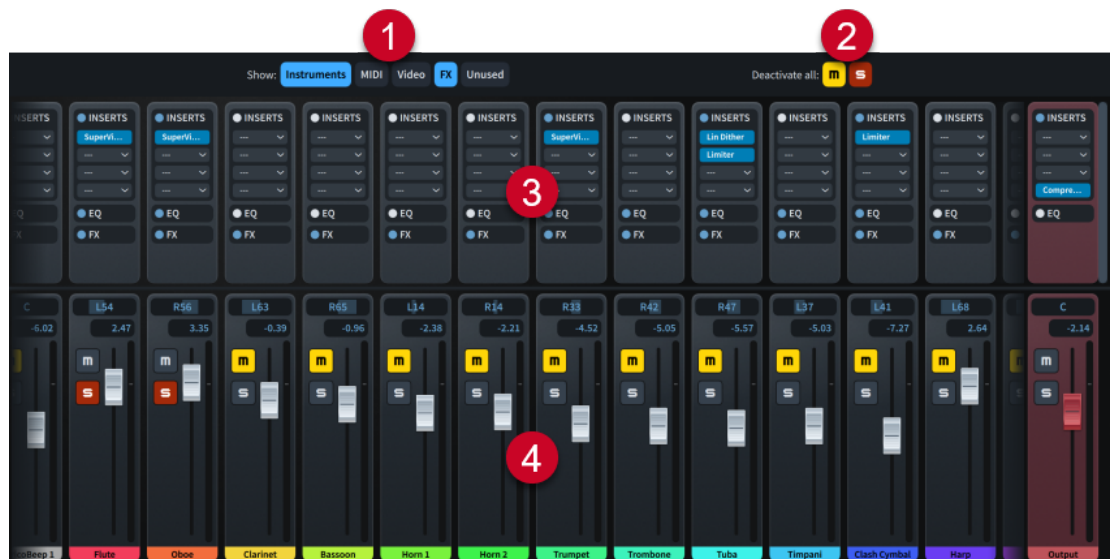 1
2
Show: Instruments MIDI Video FX Unused
Deactivate all: m s
INSERTS INSERTS INSERTS INSERTS INSERTS INSERTS INSERTS INSERTS INSERTS INSERTS INSERTS INSERTS INSERTS
SuperVi... SuperVi... --- --- --- --- SuperVi... --- Lin Dither --- Limiter --- ---
--- --- --- --- --- --- --- --- Limiter --- --- --- ---
--- --- --- --- --- --- --- --- --- --- --- ---
--- --- --- --- --- --- --- --- --- --- --- Compre...
3
EQ EQ EQ EQ EQ EQ EQ EQ EQ EQ EQ EQ EQ
FX FX FX FX FX FX FX FX FX FX FX FX
C L54 R56 L63 R65 L14 R14 R33 R42 R47 L37 L41 L68 C
-6.02 2.47 3.35 -0.39 -0.96 -2.38 -2.21 -4.52 -5.05 -5.57 -5.03 -7.27 2.64 -2.14
m m m m m m m m m m m m m
s s s s s s s s s s s s s
4
Flute Oboe Clarinet Bassoon Horn 1 Horn 2 Trumpet Trombone Tuba Timpani Clash Cymbal Harp Output